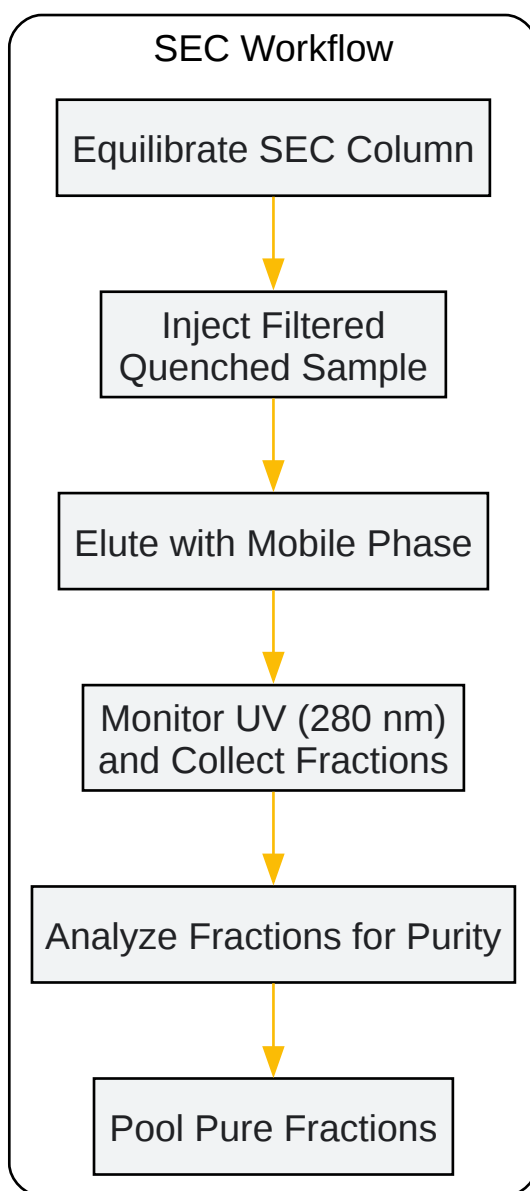 SEC Workflow
Equilibrate SEC Column
Inject Filtered
Quenched Sample
Elute with Mobile Phase
Monitor UV (280 nm)
and Collect Fractions
Analyze Fractions for Purity
Pool Pure Fractions